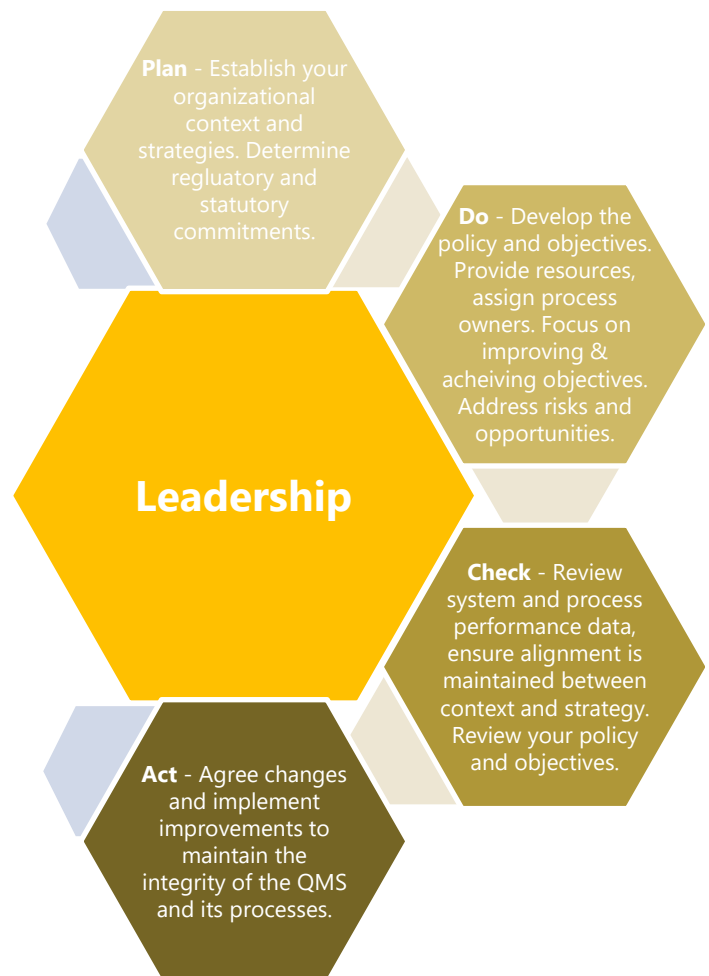 Plan - Establish your
organizational
context and
strategies. Determine
regluatory and
statutory
commitments.
Do - Develop the
policy and objectives.
Provide resources,
assign process
owners. Focus on
improving &
acheiving objectives.
Address risks and
opportunities.
Leadership
Check - Review
system and process
performance data,
ensure alignment is
maintained between
context and strategy.
Review your policy
and objectives.
Act - Agree changes
and implement
improvements to
maintain the
integrity of the QMS
and its processes.